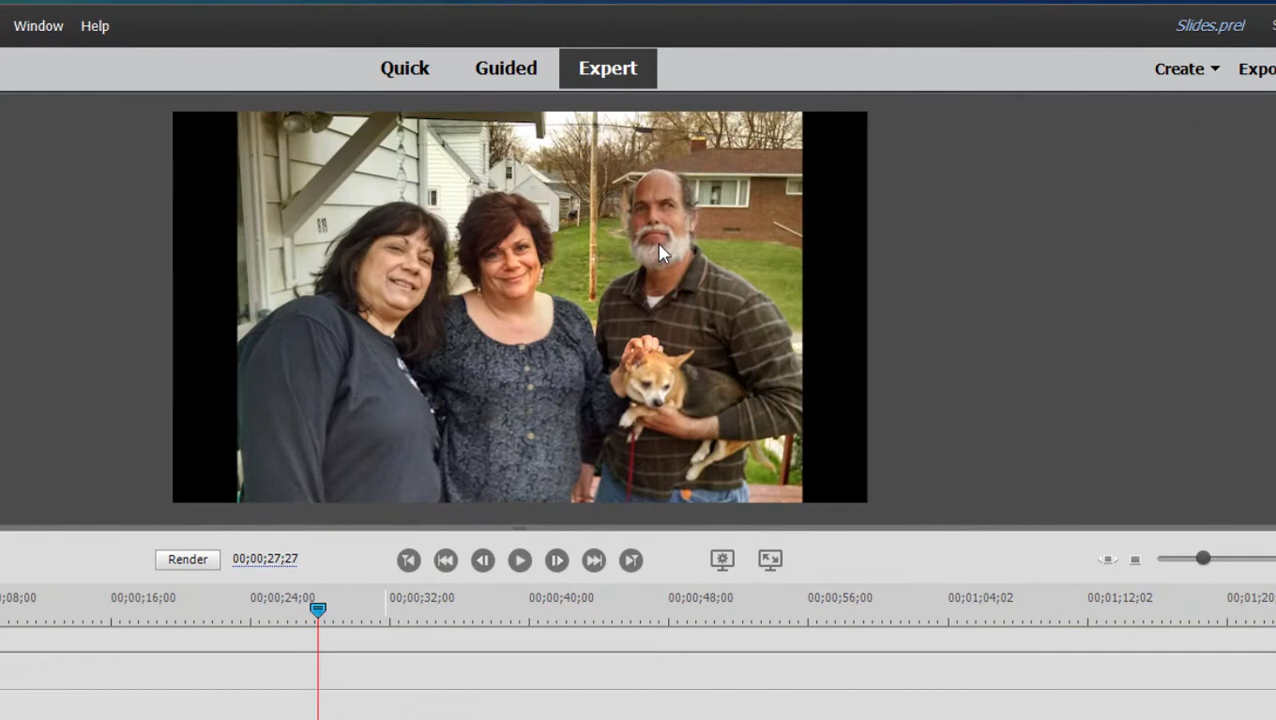 Window Help Slides.prel
Quick Guided Expert Create
819
Render 00;00;27;27
00;00;16;00 00;00;24;00 00;00;32;00 00;00;40;00 00;00;48;00 00;00;56;00 00;01;04;02 00;01;12;02